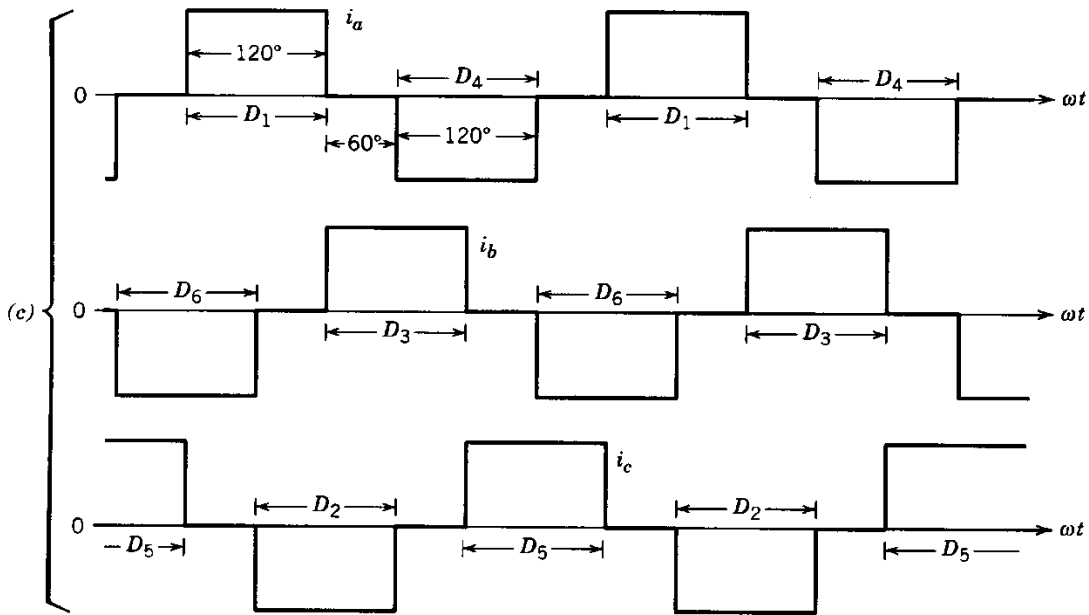 i_a
120°
D_4
D_4
0
ωt
D_1
60°
120°
D_1
i_b
D_6
D_6
(c)
0
ωt
D_3
D_3
i_c
D_2
D_2
0
ωt
D_5
D_5
D_5